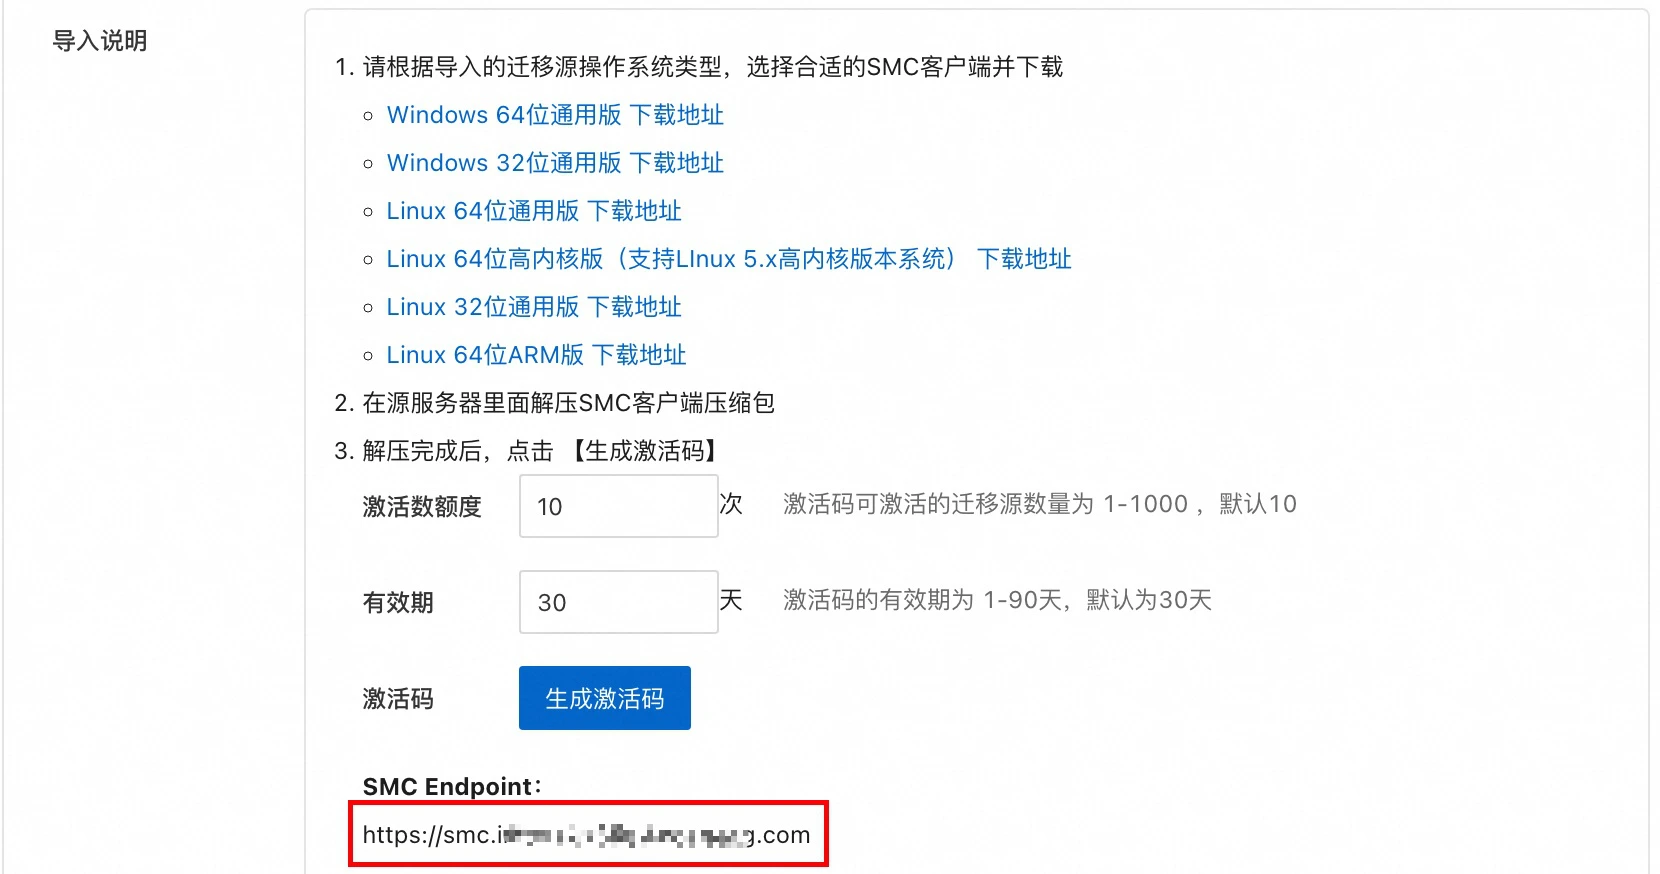 导入说明
1. 请根据导入的迁移源操作系统类型，选择合适的SMC客户端并下载
Windows 64位通用版 下载地址
Windows 32位通用版 下载地址
Linux 64位通用版 下载地址
Linux 64位高内核版（支持LInux 5.x高内核版本系统） 下载地址
Linux 32位通用版 下载地址
Linux 64位ARM版 下载地址
2. 在源服务器里面解压SMC客户端压缩包
3. 解压完成后，点击 【生成激活码】
激活数额度 10 次 激活码可激活的迁移源数量为 1-1000 ，默认10
有效期 30 天 激活码的有效期为 1-90天，默认为30天
激活码 生成激活码
SMC Endpoint：
https://smc. .com